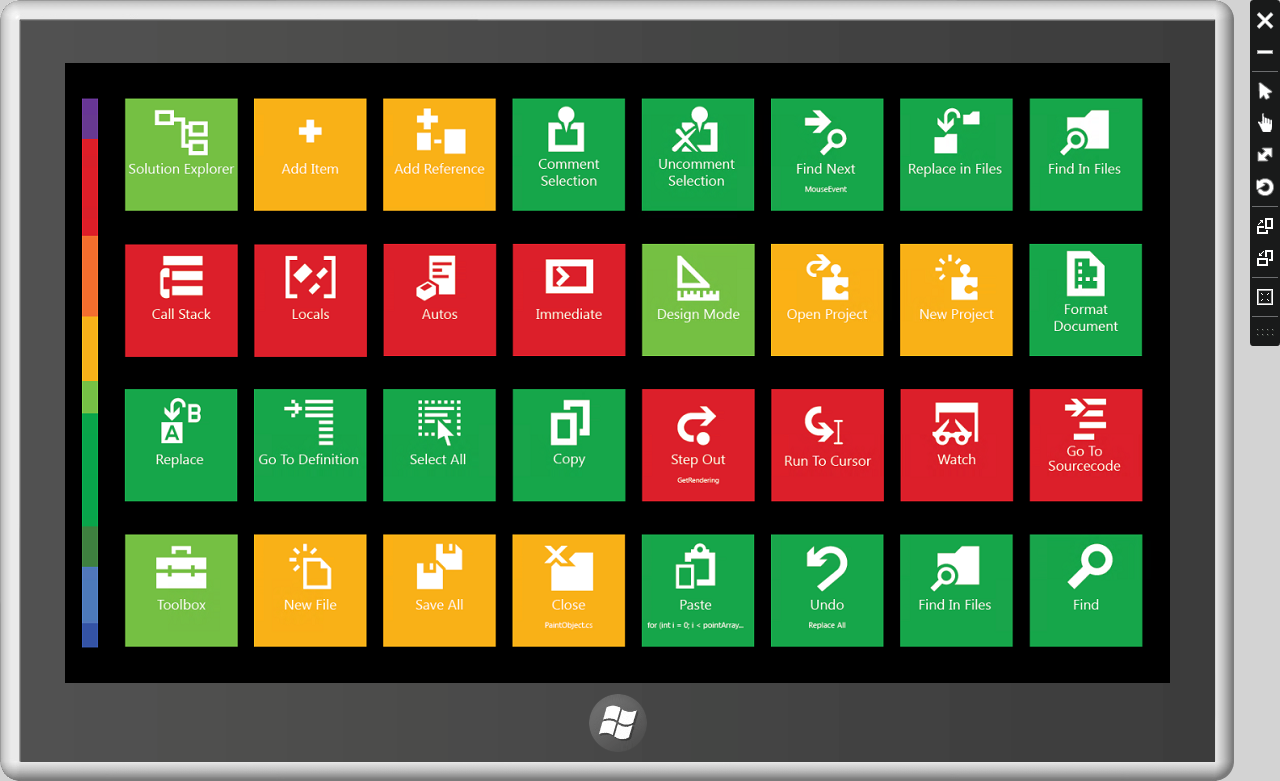 Solution Explorer
Add Item
Add Reference
Comment
Selection
Uncomment
Selection
Find Next
MouseEvent
Replace in Files
Find In Files
Call Stack
Locals
Autos
Immediate
Design Mode
Open Project
New Project
Format
Document
B
A
Replace
Go To Definition
Select All
Copy
Step Out
GetRendering
Run To Cursor
Watch
Go To
Sourcecode
Toolbox
New File
Save All
Close
PaintObject.cs
Paste
for (int i = 0; i < pointArray...
Undo
Replace All
Find In Files
Find